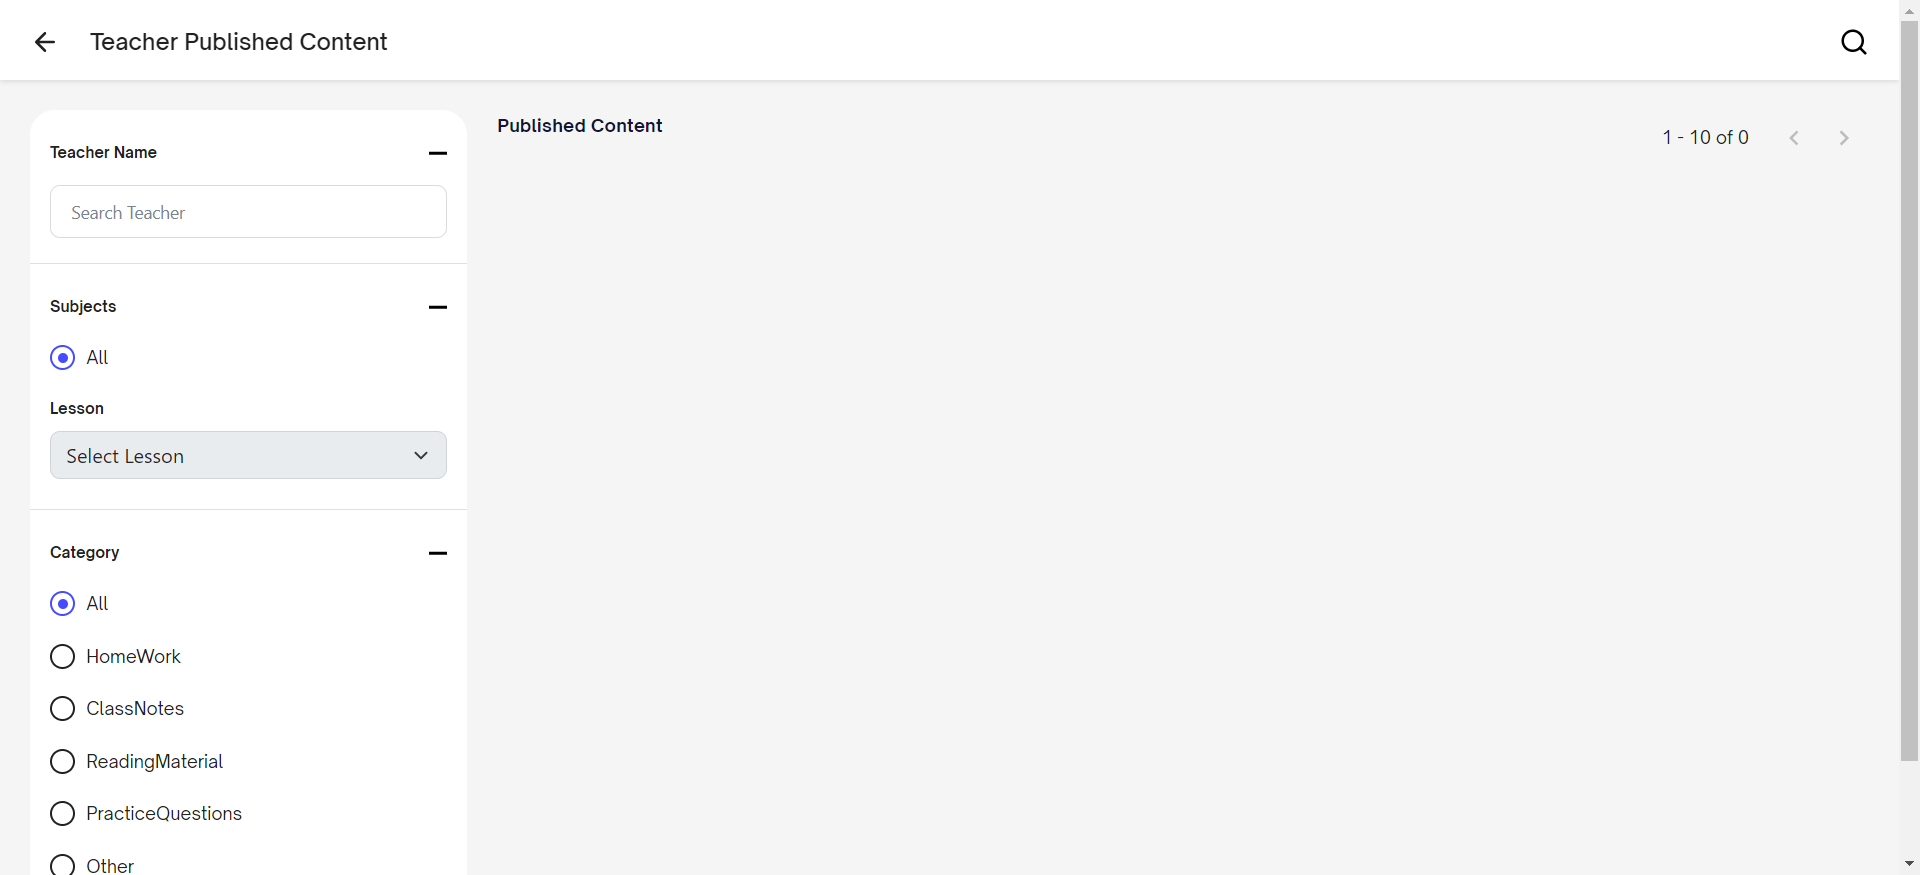 Teacher Published Content
Teacher Name
Search Teacher
Subjects
All
Lesson
Select Lesson
Category
All
HomeWork
ClassNotes
ReadingMaterial
PracticeQuestions
Other
Published Content
1 - 10 of 0